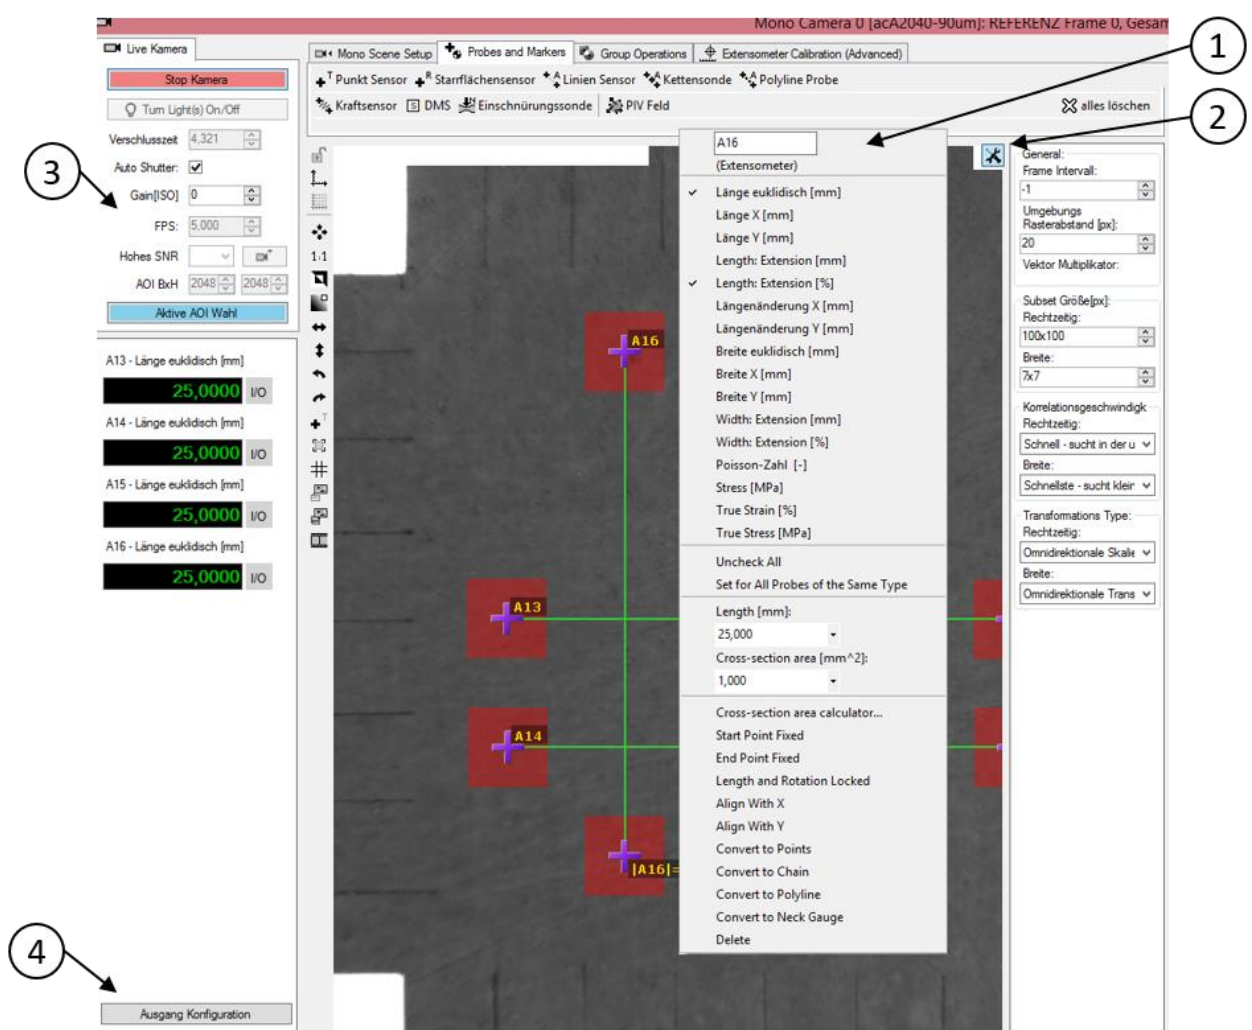 Mono Camera 0 [acA2040-90um]: REFERENZ Frame 0, Gesam
1
2
3
4
Live Kamera
Stop Kamera
Turn Light(s) On/Off
Verschlusszeit 4,321
Auto Shutter:
Gain[ISO] 0
FPS: 5,000
Hohes SNR
AOI BxH 2048 2048
Aktive AOI Wahl
A13 - Länge euklidisch [mm]
25,0000 I/O
A14 - Länge euklidisch [mm]
25,0000 I/O
A15 - Länge euklidisch [mm]
25,0000 I/O
A16 - Länge euklidisch [mm]
25,0000 I/O
Ausgang Konfiguration
Mono Scene Setup Probes and Markers Group Operations Extensometer Calibration (Advanced)
T Punkt Sensor R Starrflächensensor A Linien Sensor A Kettensonde A Polyline Probe
Kraftsensor S DMS Einschnürungssonde PIV Feld alles löschen
1:1
T
A16
A13
A14
|A16|=
A16
(Extensometer)
Länge euklidisch [mm]
Länge X [mm]
Länge Y [mm]
Length: Extension [mm]
Length: Extension [%]
Längenänderung X [mm]
Längenänderung Y [mm]
Breite euklidisch [mm]
Breite X [mm]
Breite Y [mm]
Width: Extension [mm]
Width: Extension [%]
Poisson-Zahl [-]
Stress [MPa]
True Strain [%]
True Stress [MPa]
Uncheck All
Set for All Probes of the Same Type
Length [mm]:
25,000
Cross-section area [mm^2]:
1,000
Cross-section area calculator...
Start Point Fixed
End Point Fixed
Length and Rotation Locked
Align With X
Align With Y
Convert to Points
Convert to Chain
Convert to Polyline
Convert to Neck Gauge
Delete
General:
Frame Intervall:
-1
Umgebungs
Rasterabstand [px]:
20
Vektor Multiplikator:
Subset Größe[px]:
Rechtzeitig:
100x100
Breite:
7x7
Korrelationsgeschwindigk
Rechtzeitig:
Schnell - sucht in der u
Breite:
Schnellste - sucht klein
Transformations Type:
Rechtzeitig:
Omnidirektionale Skalie
Breite:
Omnidirektionale Trans